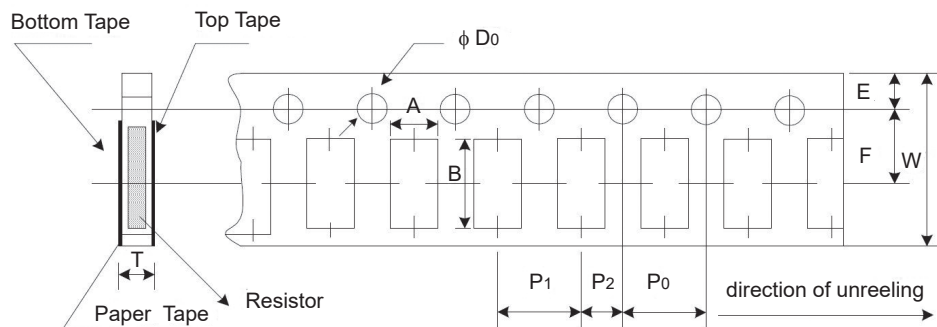 Bottom Tape
Top Tape
ϕ D0
E
A
F
W
B
T
P1
P2
P0
Resistor
direction of unreeling
Paper Tape